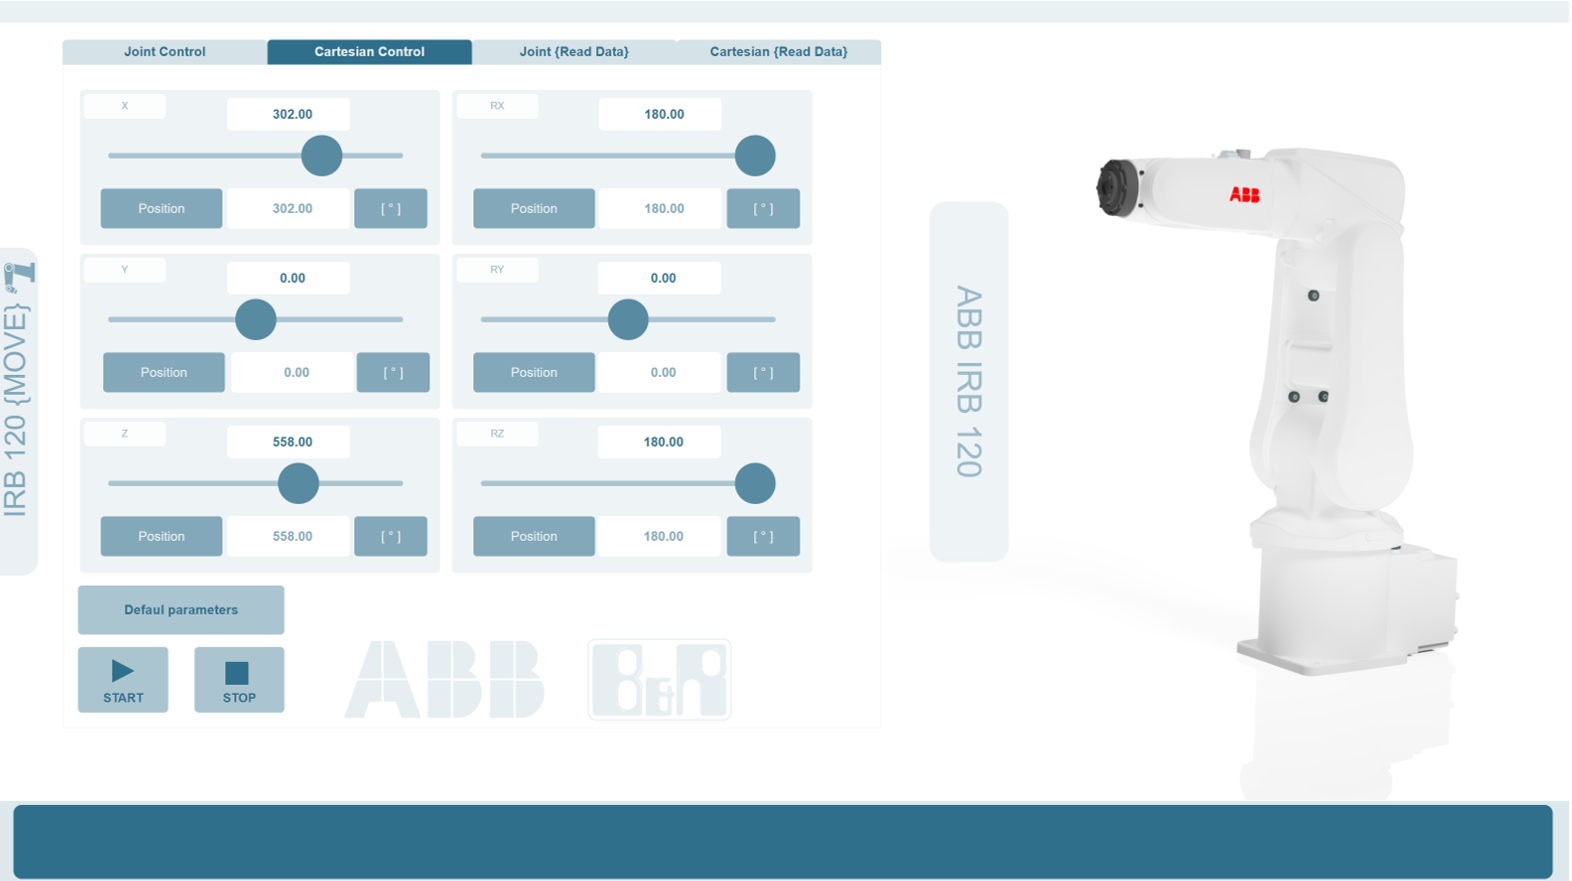 Joint Control
Cartesian Control
Joint {Read Data}
Cartesian {Read Data}
X
302.00
Position
302.00
[ ° ]
RX
180.00
Position
180.00
[ ° ]
Y
0.00
Position
0.00
[ ° ]
RY
0.00
Position
0.00
[ ° ]
Z
558.00
Position
558.00
[ ° ]
RZ
180.00
Position
180.00
[ ° ]
Defaul parameters
START
STOP
ABB
B&R
IRB 120 {MOVE}
ABB IRB 120
ABB